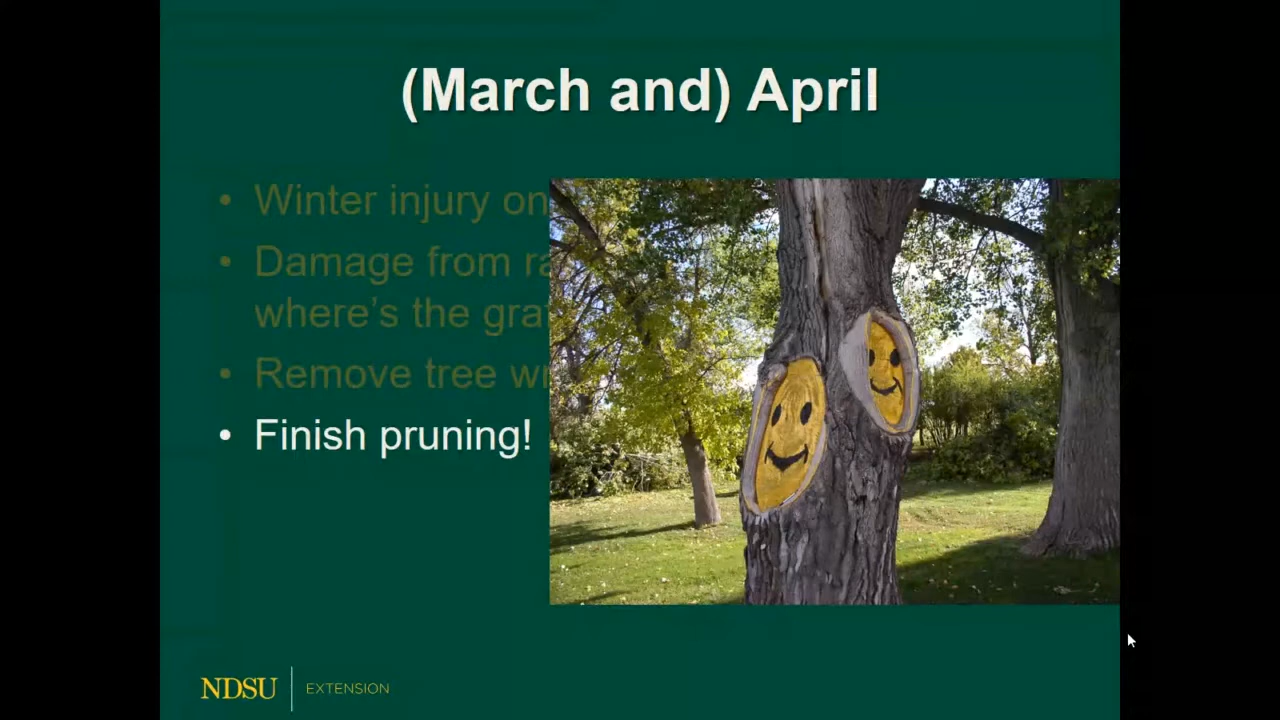 (March and) April
• Winter injury on
• Damage from ra
where's the gra
• Remove tree w
• Finish pruning!
NDSU EXTENSION